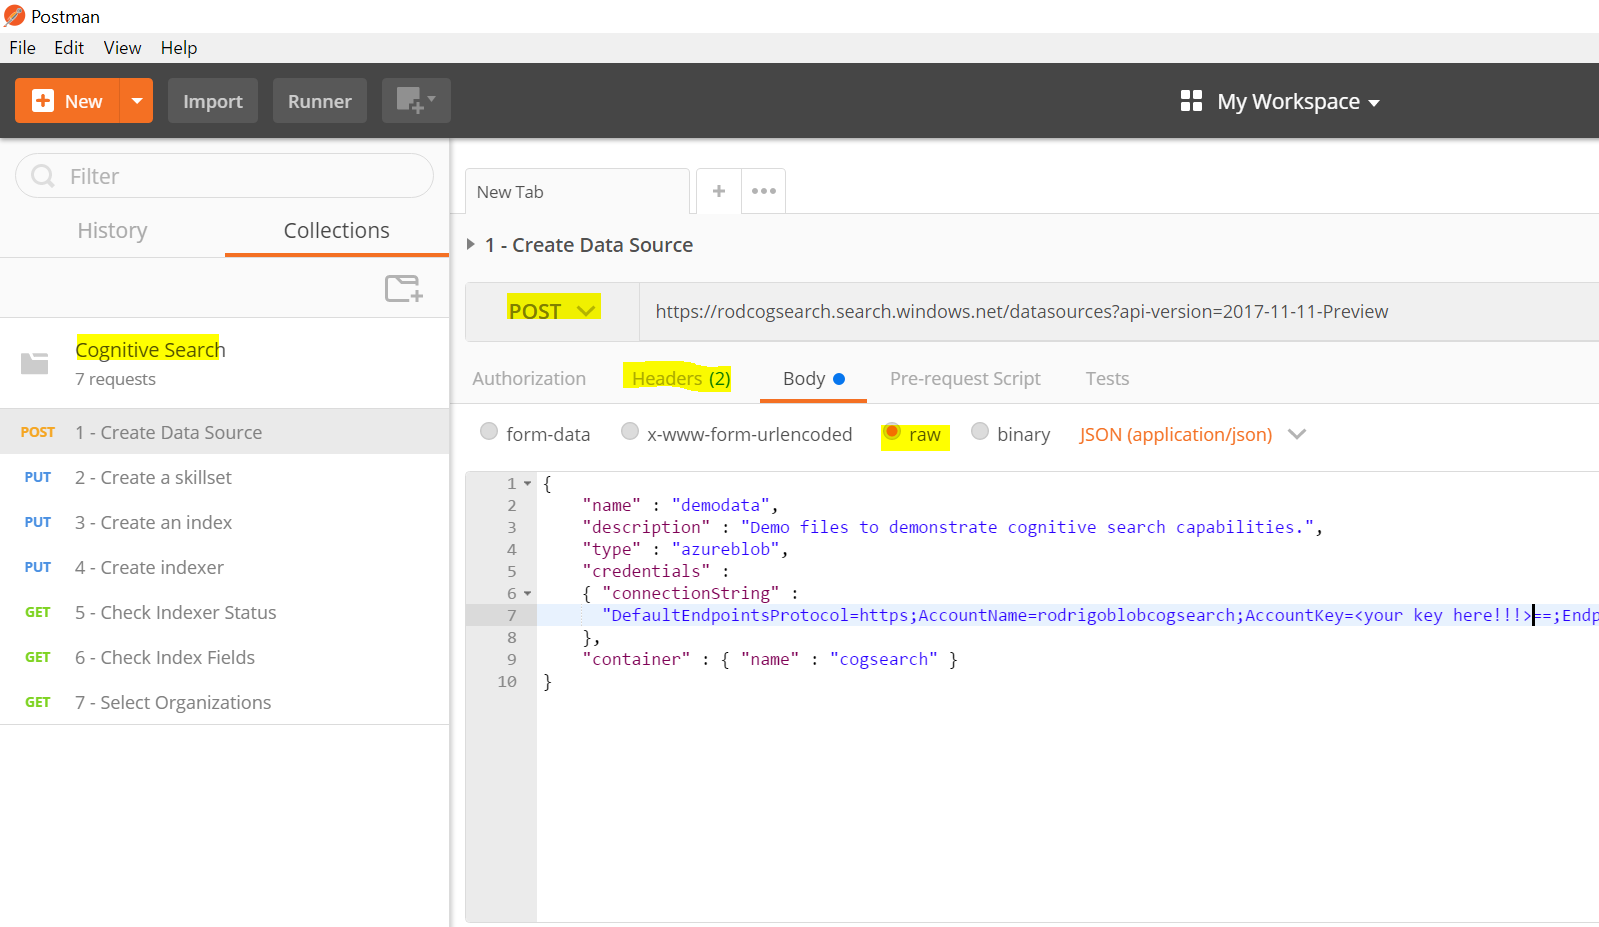 Postman
File Edit View Help
New Import Runner My Workspace
Filter
History Collections
Cognitive Search
7 requests
POST 1 - Create Data Source
PUT 2 - Create a skillset
PUT 3 - Create an index
PUT 4 - Create indexer
GET 5 - Check Indexer Status
GET 6 - Check Index Fields
GET 7 - Select Organizations
New Tab + •••
1 - Create Data Source
POST https://rodcogsearch.search.windows.net/datasources?api-version=2017-11-11-Preview
Authorization Headers (2) Body Pre-request Script Tests
form-data x-www-form-urlencoded raw binary JSON (application/json)
1 {
2 "name" : "demodata",
3 "description" : "Demo files to demonstrate cognitive search capabilities.",
4 "type" : "azureblob",
5 "credentials" :
6 { "connectionString" :
7 "DefaultEndpointsProtocol=https;AccountName=rodrigoblobcogsearch;AccountKey=<your key here!!!>==;Endp
8 },
9 "container" : { "name" : "cogsearch" }
10 }